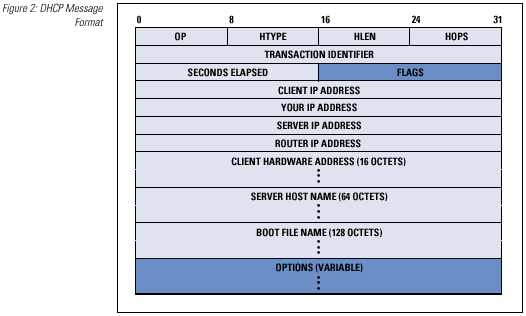 Figure 2: DHCP Message
Format
0 8 16 24 31
OP HTYPE HLEN HOPS
TRANSACTION IDENTIFIER
SECONDS ELAPSED FLAGS
CLIENT IP ADDRESS
YOUR IP ADDRESS
SERVER IP ADDRESS
ROUTER IP ADDRESS
CLIENT HARDWARE ADDRESS (16 OCTETS)
SERVER HOST NAME (64 OCTETS)
BOOT FILE NAME (128 OCTETS)
OPTIONS (VARIABLE)